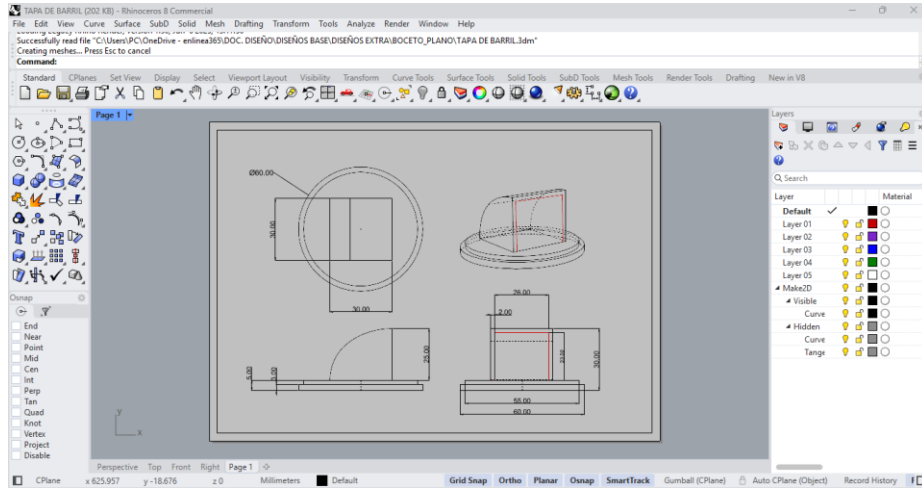 TAPA DE BARRIL (202 KB) - Rhinoceros 8 Commercial
File Edit View Curve Surface SubD Solid Mesh Drafting Transform Tools Analyze Render Window Help
Successfully read file "C:\Users\PC\OneDrive - enlinea365\DOC. DISEÑO\DISEÑOS BASE\DISEÑOS EXTRA\BOCETO_PLANO\TAPA DE BARRIL.3dm"
Creating meshes... Press Esc to cancel
Command:
Standard CPlanes Set View Display Select Viewport Layout Visibility Transform Curve Tools Surface Tools Solid Tools SubD Tools Mesh Tools Render Tools Drafting New in V8
Page 1
Layers
Search
Layer Material
Default
Layer 01
Layer 02
Layer 03
Layer 04
Layer 05
Make2D
Visible
Curve
Hidden
Curve
Tange
Osnap
End
Near
Point
Mid
Cen
Int
Perp
Tan
Quad
Knot
Vertex
Project
Disable
Ø60.00
30.00
30.00
26.00
2.00
25.00
20.00
5.00
5.00
55.00
60.00
y
x
Perspective Top Front Right Page 1
CPlane x 625.957 y -18.676 z 0 Millimeters Default Grid Snap Ortho Planar Osnap SmartTrack Gumball (CPlane) Auto CPlane (Object) Record History